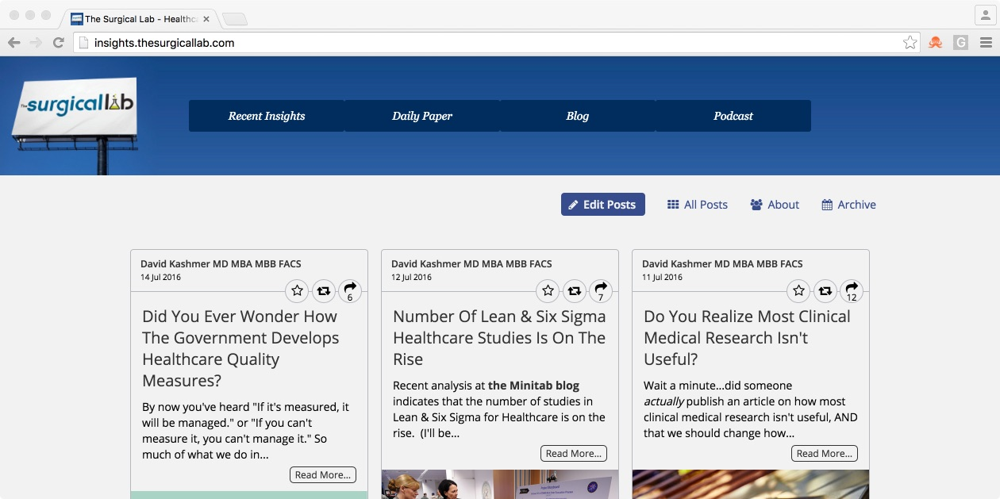 The Surgical Lab - Healthc
insights.thesurgicallab.com
G
The surgical lab
Recent Insights
Daily Paper
Blog
Podcast
Edit Posts
All Posts
About
Archive
David Kashmer MD MBA MBB FACS
14 Jul 2016
6
Did You Ever Wonder How
The Government Develops
Healthcare Quality
Measures?
By now you've heard "If it's measured, it
will be managed." or "If you can't
measure it, you can't manage it." So
much of what we do in...
Read More...
David Kashmer MD MBA MBB FACS
12 Jul 2016
7
Number Of Lean & Six Sigma
Healthcare Studies Is On The
Rise
Recent analysis at the Minitab blog
indicates that the number of studies in
Lean & Six Sigma for Healthcare is on the
rise.  (I'll be...
Read More...
David Kashmer MD MBA MBB FACS
11 Jul 2016
12
Do You Realize Most Clinical
Medical Research Isn't
Useful?
Wait a minute...did someone
actually publish an article on how most
clinical medical research isn't useful, AND
that we should change how...
Read More...